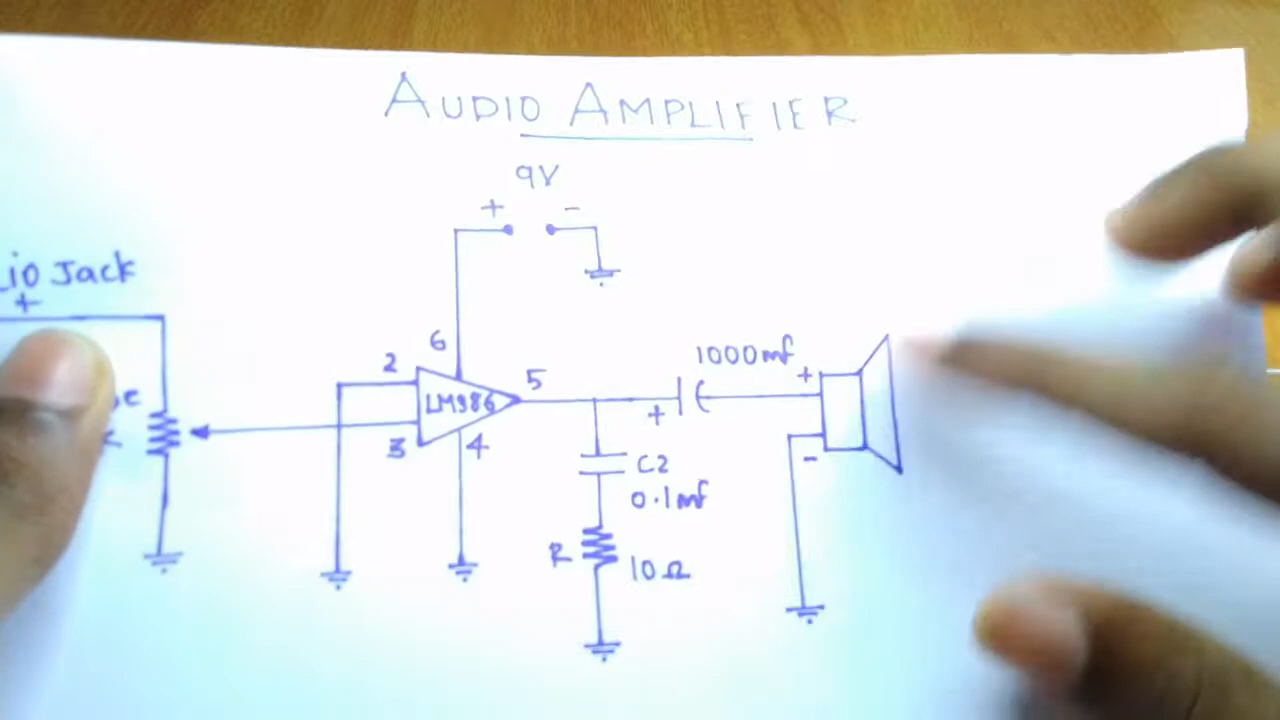 AUDIO AMPLIFIER
9V
+ -
io Jack
+
6
2
LM386
5
3
4
1000mf
+
+
-
C2
0.1mf
R
10Ω